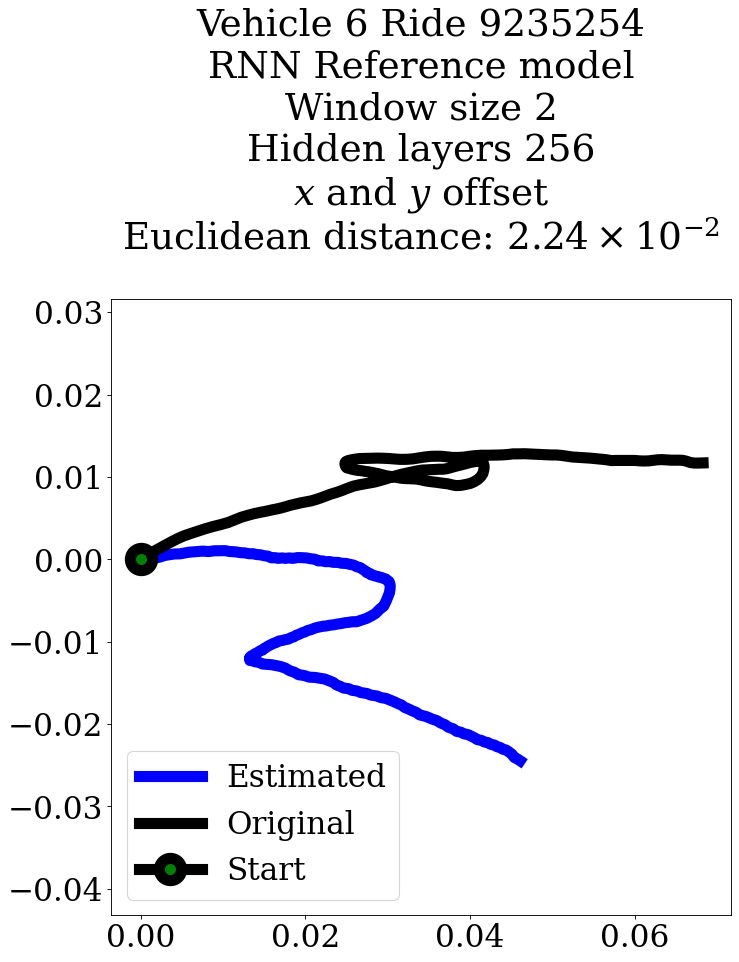 Vehicle 6 Ride 9235254
RNN Reference model
Window size 2
Hidden layers 256
x and y offset
Euclidean distance: 2.24 × 10⁻²
0.03
0.02
0.01
0.00
−0.01
−0.02
−0.03
−0.04
Estimated
Original
Start
0.00 0.02 0.04 0.06